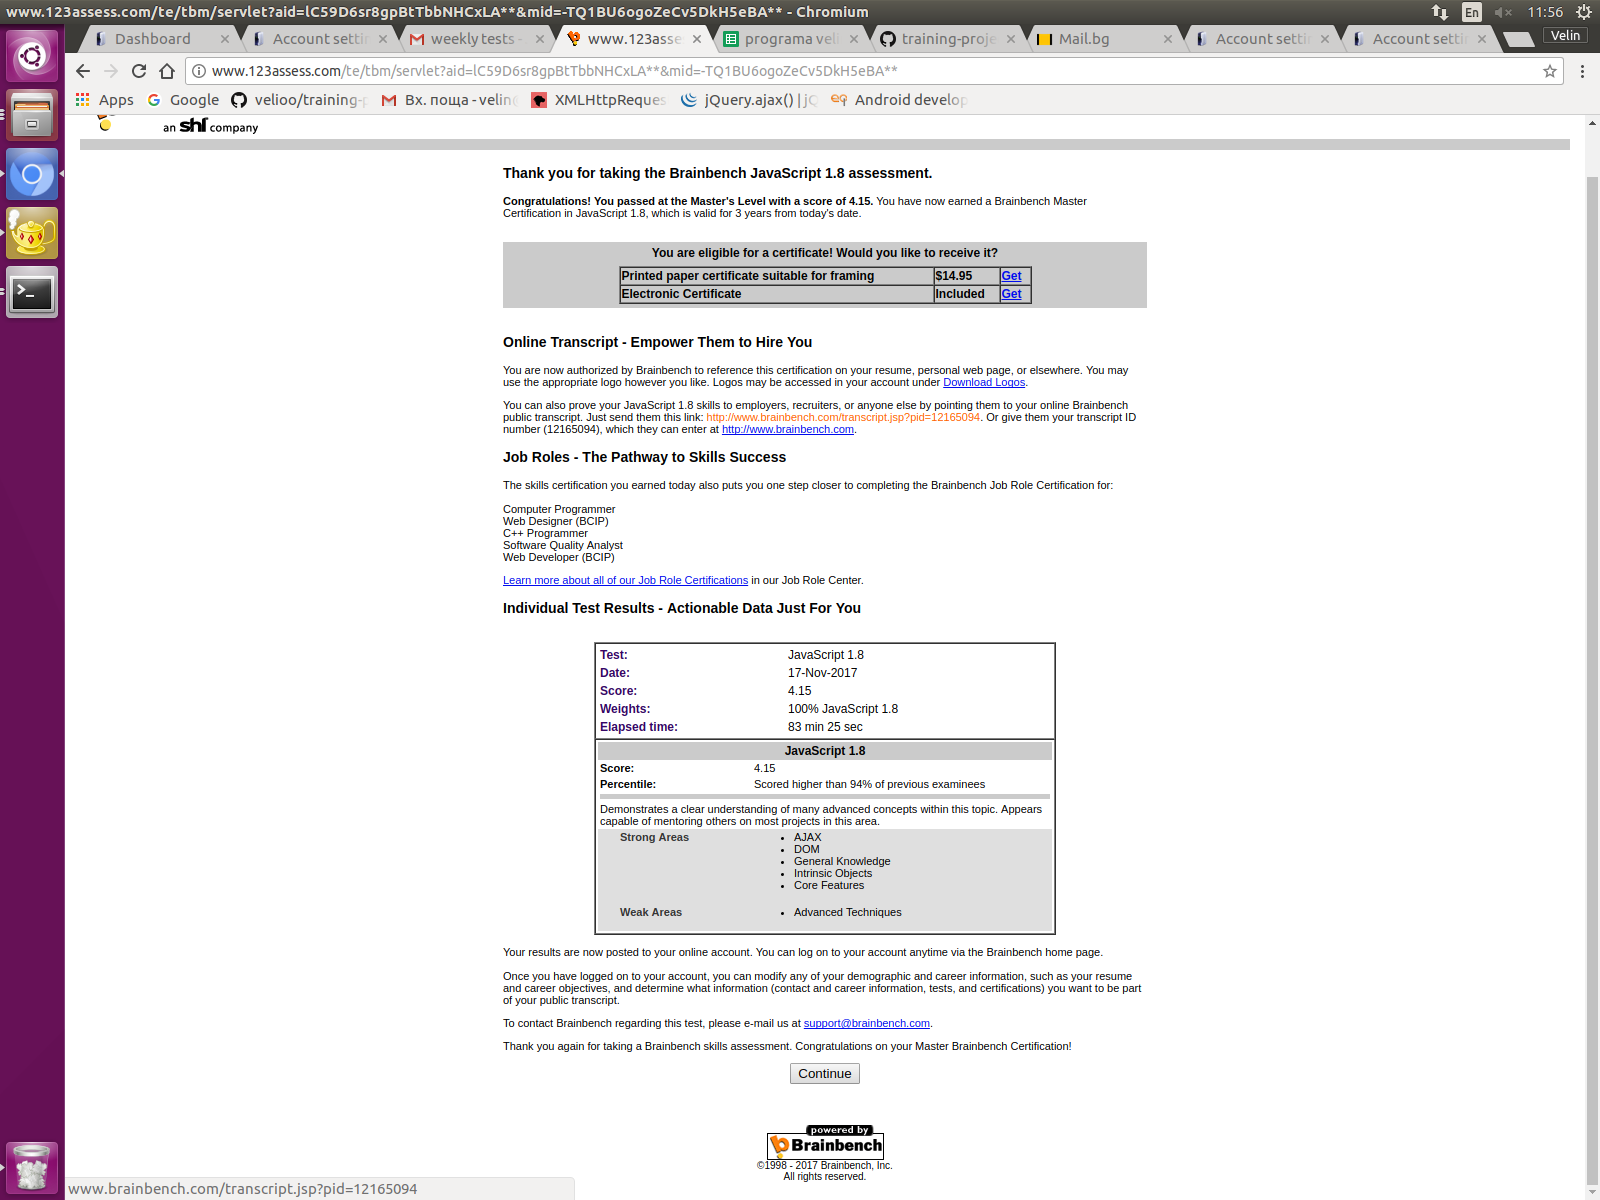 www.123assess.com/te/tbm/servlet?aid=lC59D6sr8gpBtTbbNHCxLA**&mid=-TQ1BU6ogoZeCv5DkH5eBA** - Chromium
En
11:56
Dashboard
Account setti
weekly tests -
www.123asse
programa veli
training-proje
Mail.bg
Account setti
Account setti
Velin
www.123assess.com/te/tbm/servlet?aid=lC59D6sr8gpBtTbbNHCxLA**&mid=-TQ1BU6ogoZeCv5DkH5eBA**
Apps
Google
velioo/training-p
Вх. поща - velin
XMLHttpReques
jQuery.ajax() | jQ
Android develop
an shl company
Thank you for taking the Brainbench JavaScript 1.8 assessment.
Congratulations! You passed at the Master's Level with a score of 4.15. You have now earned a Brainbench Master
Certification in JavaScript 1.8, which is valid for 3 years from today's date.
You are eligible for a certificate! Would you like to receive it?
Printed paper certificate suitable for framing $14.95 Get
Electronic Certificate Included Get
Online Transcript - Empower Them to Hire You
You are now authorized by Brainbench to reference this certification on your resume, personal web page, or elsewhere. You may
use the appropriate logo however you like. Logos may be accessed in your account under Download Logos.
You can also prove your JavaScript 1.8 skills to employers, recruiters, or anyone else by pointing them to your online Brainbench
public transcript. Just send them this link: http://www.brainbench.com/transcript.jsp?pid=12165094. Or give them your transcript ID
number (12165094), which they can enter at http://www.brainbench.com.
Job Roles - The Pathway to Skills Success
The skills certification you earned today also puts you one step closer to completing the Brainbench Job Role Certification for:
Computer Programmer
Web Designer (BCIP)
C++ Programmer
Software Quality Analyst
Web Developer (BCIP)
Learn more about all of our Job Role Certifications in our Job Role Center.
Individual Test Results - Actionable Data Just For You
Test: JavaScript 1.8
Date: 17-Nov-2017
Score: 4.15
Weights: 100% JavaScript 1.8
Elapsed time: 83 min 25 sec
JavaScript 1.8
Score: 4.15
Percentile: Scored higher than 94% of previous examinees
Demonstrates a clear understanding of many advanced concepts within this topic. Appears
capable of mentoring others on most projects in this area.
Strong Areas
• AJAX
• DOM
• General Knowledge
• Intrinsic Objects
• Core Features
Weak Areas
• Advanced Techniques
Your results are now posted to your online account. You can log on to your account anytime via the Brainbench home page.
Once you have logged on to your account, you can modify any of your demographic and career information, such as your resume
and career objectives, and determine what information (contact and career information, tests, and certifications) you want to be part
of your public transcript.
To contact Brainbench regarding this test, please e-mail us at support@brainbench.com.
Thank you again for taking a Brainbench skills assessment. Congratulations on your Master Brainbench Certification!
Continue
powered by
Brainbench
©1998 - 2017 Brainbench, Inc.
All rights reserved.
www.brainbench.com/transcript.jsp?pid=12165094